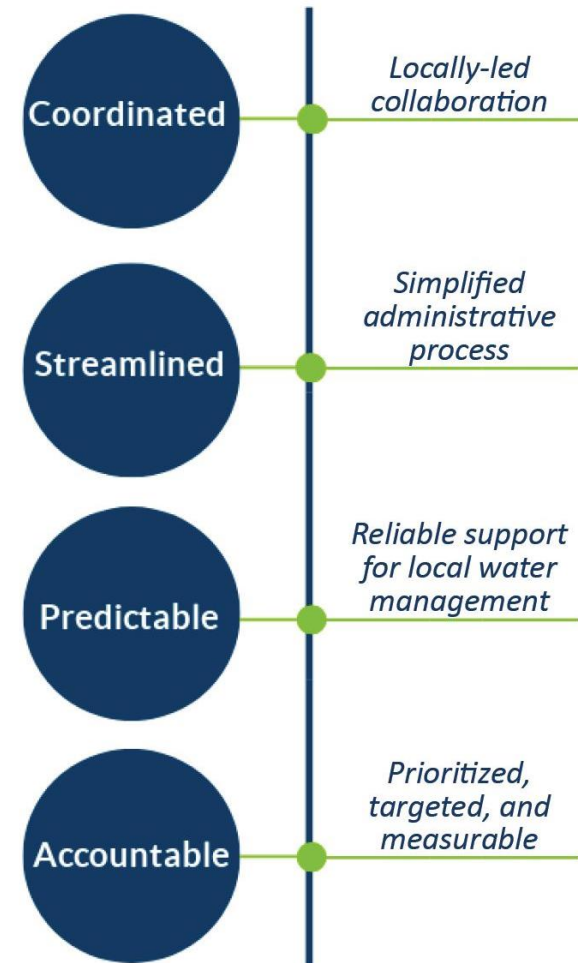 Coordinated
Locally-led
collaboration
Streamlined
Simplified
administrative
process
Predictable
Reliable support
for local water
management
Accountable
Prioritized,
targeted, and
measurable